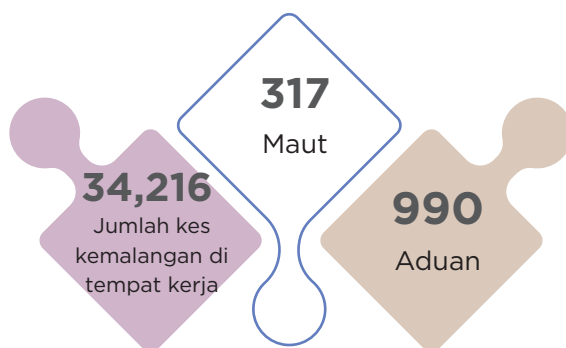 317
Maut
34,216
Jumlah kes
kemalangan di
tempat kerja
990
Aduan